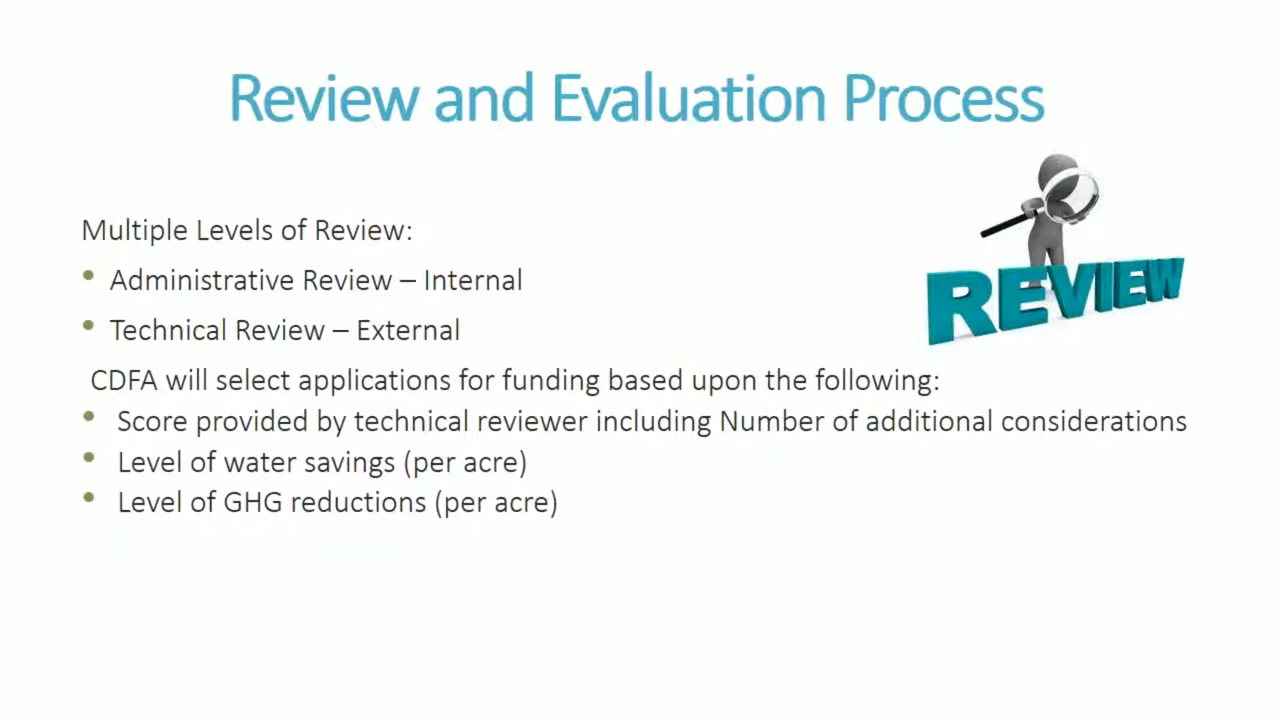 Review and Evaluation Process
REVIEW
Multiple Levels of Review:
• Administrative Review – Internal
• Technical Review – External
CDFA will select applications for funding based upon the following:
• Score provided by technical reviewer including Number of additional considerations
• Level of water savings (per acre)
• Level of GHG reductions (per acre)